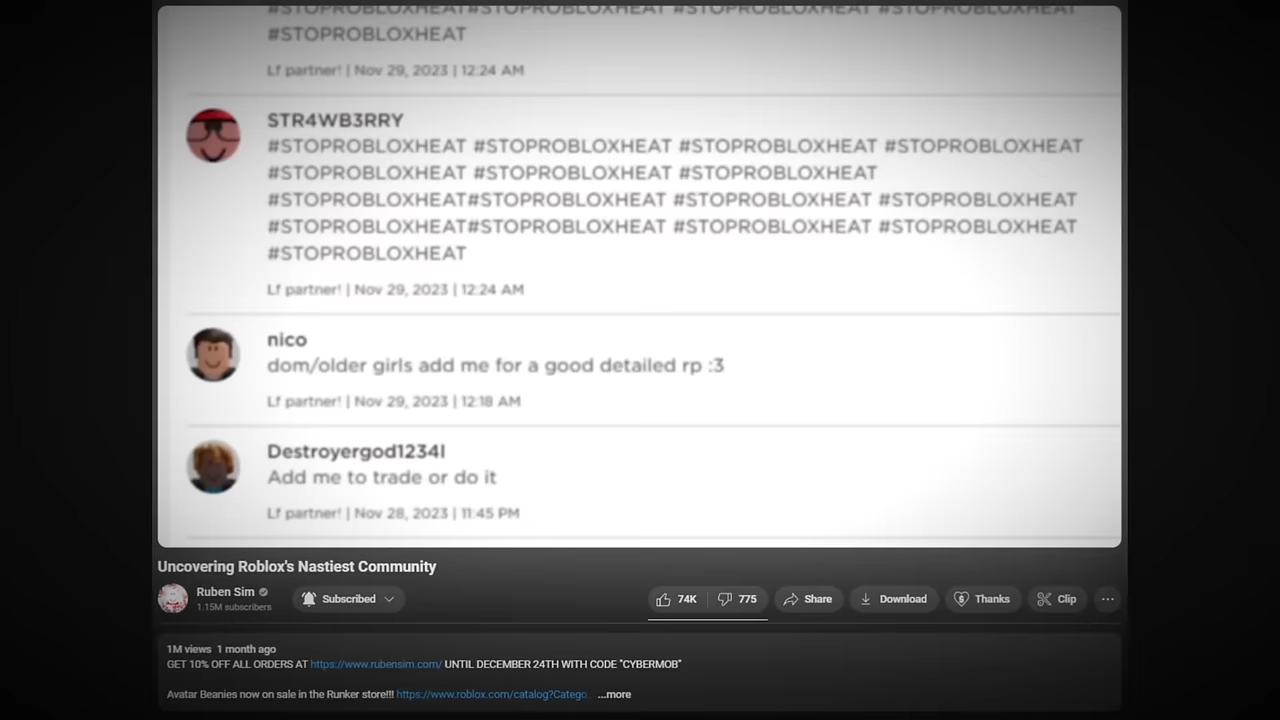 #STOPROBLOXHEAT#STOPROBLOXHEAT #STOPROBLOXHEAT #STOPROBLOXHEAT
#STOPROBLOXHEAT
Lf partner! | Nov 29, 2023 | 12:24 AM
STR4WB3RRY
#STOPROBLOXHEAT #STOPROBLOXHEAT #STOPROBLOXHEAT #STOPROBLOXHEAT
#STOPROBLOXHEAT #STOPROBLOXHEAT #STOPROBLOXHEAT
#STOPROBLOXHEAT#STOPROBLOXHEAT #STOPROBLOXHEAT #STOPROBLOXHEAT
#STOPROBLOXHEAT#STOPROBLOXHEAT #STOPROBLOXHEAT #STOPROBLOXHEAT
#STOPROBLOXHEAT
Lf partner! | Nov 29, 2023 | 12:24 AM
nico
dom/older girls add me for a good detailed rp :3
Lf partner! | Nov 29, 2023 | 12:18 AM
Destroyergod1234l
Add me to trade or do it
Lf partner! | Nov 28, 2023 | 11:45 PM
Uncovering Roblox's Nastiest Community
Ruben Sim
1.15M subscribers
Subscribed
74K
775
Share
Download
Thanks
Clip
1M views 1 month ago
GET 10% OFF ALL ORDERS AT https://www.rubensim.com/ UNTIL DECEMBER 24TH WITH CODE "CYBERMOB"
Avatar Beanies now on sale in the Runker store!!! https://www.roblox.com/catalog?Catego... ...more